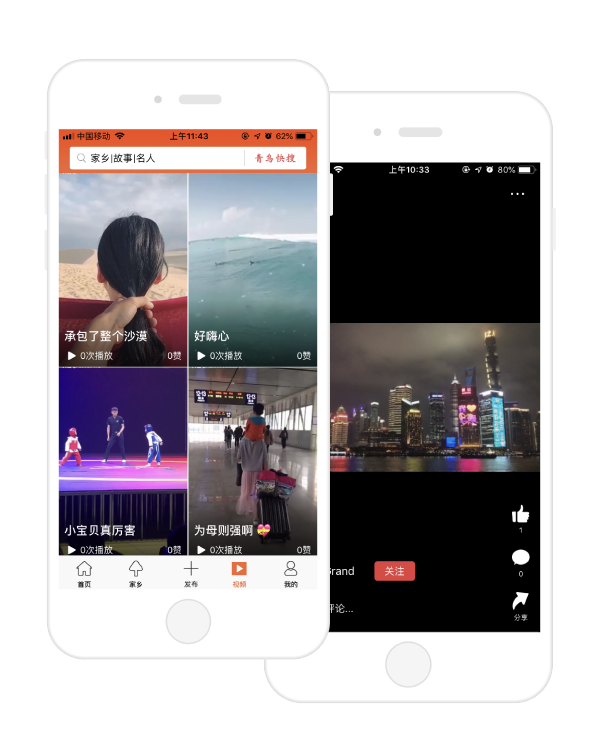 中国移动
上午11:43
62%
家乡|故事|名人
青鸟快搜
承包了整个沙漠
0次播放
0赞
好嗨心
0次播放
0赞
小宝贝真厉害
0次播放
0赞
为母则强啊
0次播放
0赞
首页
家乡
发布
视频
我的
上午10:33
80%
1
0
关注
分享
评论...